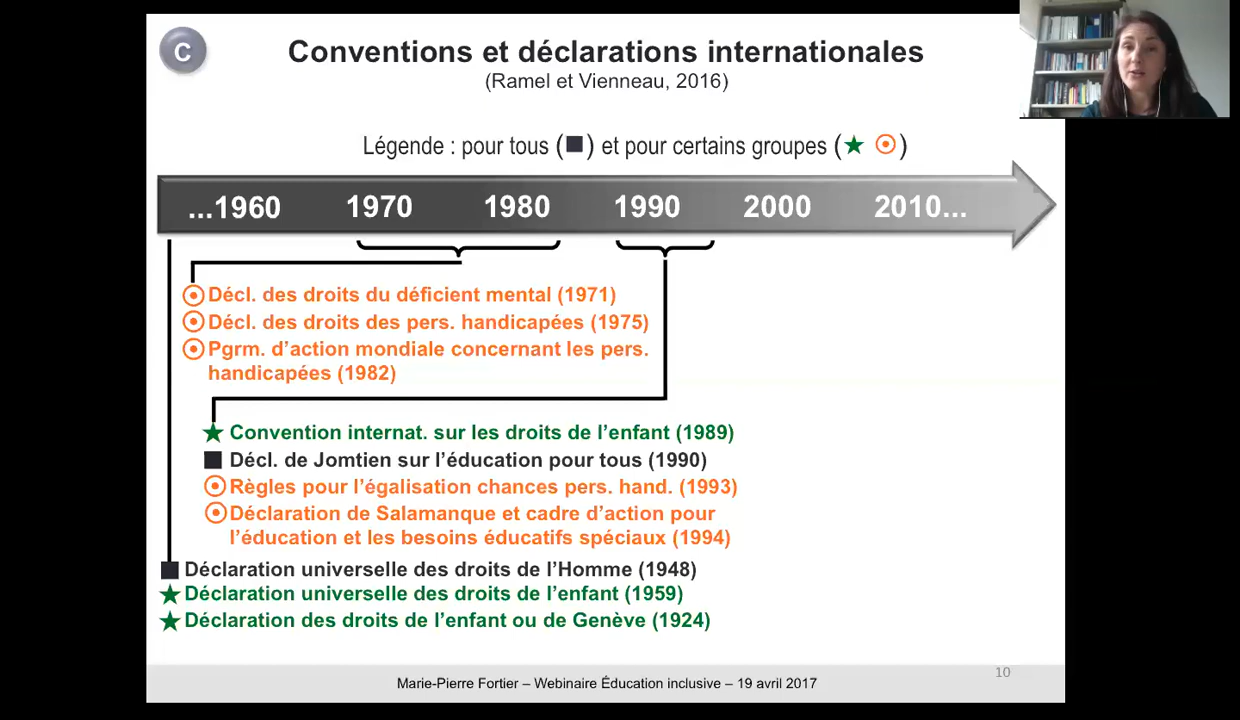 C
Conventions et déclarations internationales
(Ramel et Vienneau, 2016)
Légende : pour tous (■) et pour certains groupes (★ ☉)
...1960 1970 1980 1990 2000 2010...
Décl. des droits du déficient mental (1971)
Décl. des droits des pers. handicapées (1975)
Pgrm. d’action mondiale concernant les pers.
handicapées (1982)
Convention internat. sur les droits de l’enfant (1989)
Décl. de Jomtien sur l’éducation pour tous (1990)
Règles pour l’égalisation chances pers. hand. (1993)
Déclaration de Salamanque et cadre d’action pour
l’éducation et les besoins éducatifs spéciaux (1994)
Déclaration universelle des droits de l’Homme (1948)
Déclaration universelle des droits de l’enfant (1959)
Déclaration des droits de l’enfant ou de Genève (1924)
10
Marie-Pierre Fortier – Webinaire Éducation inclusive – 19 avril 2017